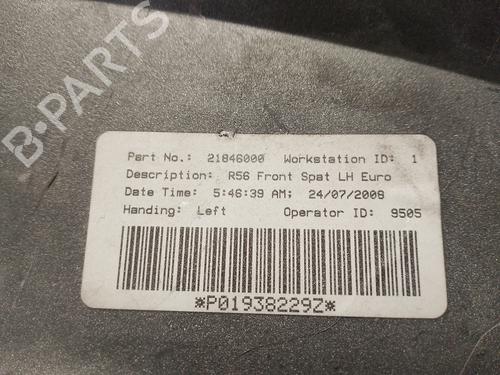 B-PARTS
Part No.: 21846000 Workstation ID: 1
Description: R56 Front Spat LH Euro
Date Time: 5:46:39 AM; 24/07/2008
Handing: Left Operator ID: 9505
*P01938229Z*